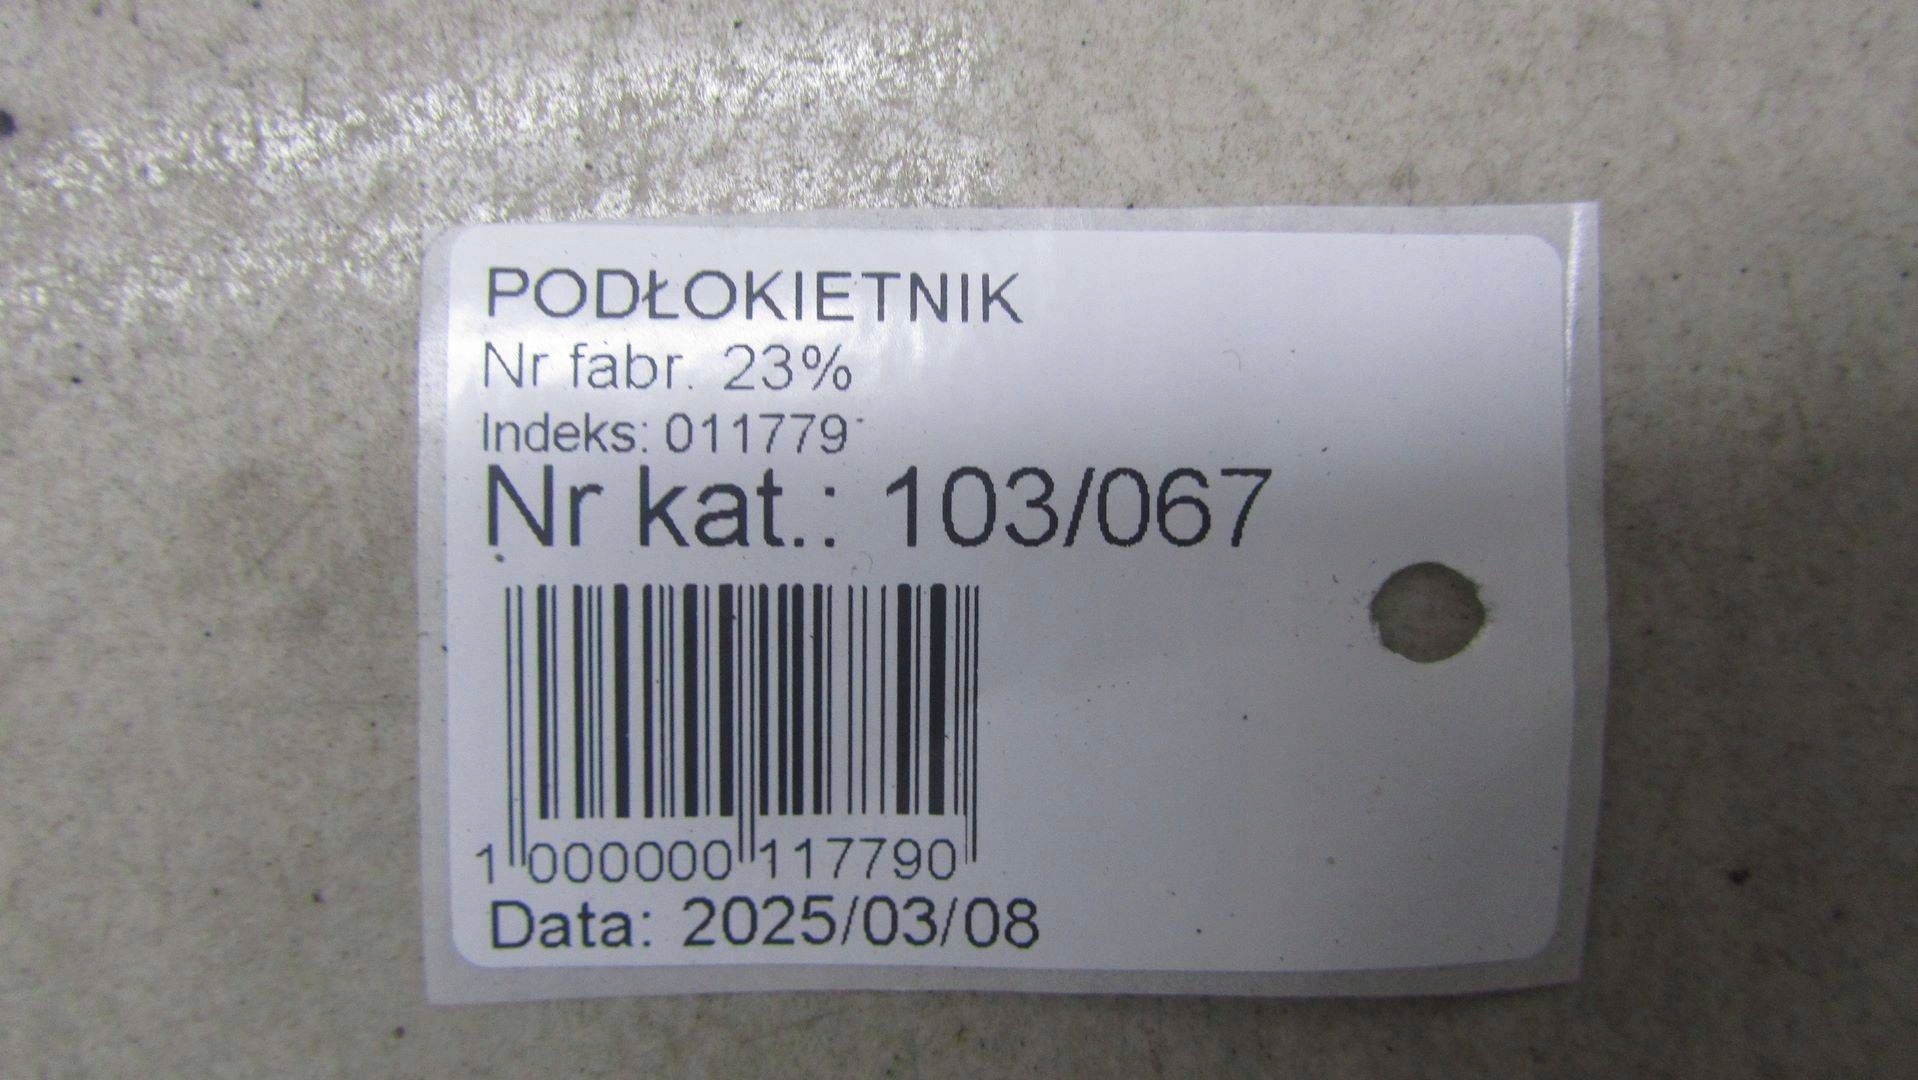 PODŁOKIETNIK
Nr fabr. 23%
Indeks: 011779
Nr kat.: 103/067
1 000000 117790
Data: 2025/03/08